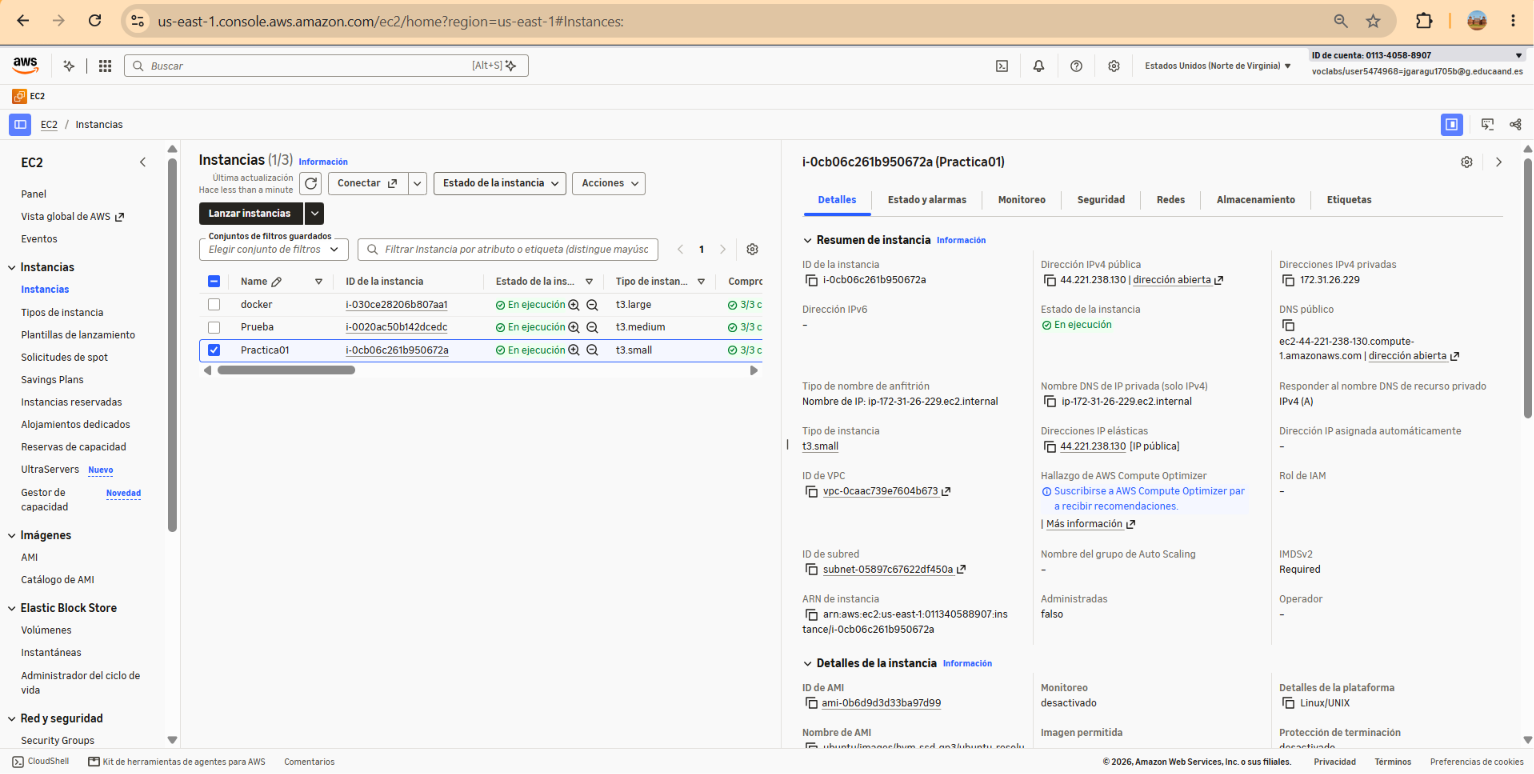 us-east-1.console.aws.amazon.com/ec2/home?region=us-east-1#Instances:
aws
Buscar
[Alt+S]
Estados Unidos (Norte de Virginia)
ID de cuenta: 0113-4058-8907
voclabs/user5474968=jgaragu1705b@g.educaand.es
EC2
EC2 / Instancias
EC2
Panel
Vista global de AWS
Eventos
Instancias
Instancias
Tipos de instancia
Plantillas de lanzamiento
Solicitudes de spot
Savings Plans
Instancias reservadas
Alojamientos dedicados
Reservas de capacidad
UltraServers Nuevo
Gestor de capacidad Novedad
Imágenes
AMI
Catálogo de AMI
Elastic Block Store
Volúmenes
Instantáneas
Administrador del ciclo de vida
Red y seguridad
Security Groups
Instancias (1/3) Información
Última actualización
Hace less than a minute
Conectar
Estado de la instancia
Acciones
Lanzar instancias
Conjuntos de filtros guardados
Elegir conjunto de filtros
Filtrar Instancia por atributo o etiqueta (distingue mayúsc
1
Name ID de la instancia Estado de la ins... Tipo de instan... Compro
docker i-030ce28206b807aa1 En ejecución t3.large 3/3 c
Prueba i-0020ac50b142dcedc En ejecución t3.medium 3/3 c
Practica01 i-0cb06c261b950672a En ejecución t3.small 3/3 c
i-0cb06c261b950672a (Practica01)
Detalles Estado y alarmas Monitoreo Seguridad Redes Almacenamiento Etiquetas
Resumen de instancia Información
ID de la instancia
i-0cb06c261b950672a
Dirección IPv4 pública
44.221.238.130 | dirección abierta
Direcciones IPv4 privadas
172.31.26.229
Dirección IPv6
–
Estado de la instancia
En ejecución
DNS público
ec2-44-221-238-130.compute-
1.amazonaws.com | dirección abierta
Tipo de nombre de anfitrión
Nombre de IP: ip-172-31-26-229.ec2.internal
Nombre DNS de IP privada (solo IPv4)
ip-172-31-26-229.ec2.internal
Responder al nombre DNS de recurso privado
IPv4 (A)
Tipo de instancia
t3.small
Direcciones IP elásticas
44.221.238.130 [IP pública]
Dirección IP asignada automáticamente
–
ID de VPC
vpc-0caac739e7604b673
Hallazgo de AWS Compute Optimizer
Suscribirse a AWS Compute Optimizer par
a recibir recomendaciones.
| Más información
Rol de IAM
–
ID de subred
subnet-05897c67622df450a
Nombre del grupo de Auto Scaling
–
IMDSv2
Required
ARN de instancia
arn:aws:ec2:us-east-1:011340588907:ins
tance/i-0cb06c261b950672a
Administradas
falso
Operador
–
Detalles de la instancia Información
ID de AMI
ami-0b6d9d3d33ba97d99
Monitoreo
desactivado
Detalles de la plataforma
Linux/UNIX
Nombre de AMI
Imagen permitida
Protección de terminación
desactivado
CloudShell
Kit de herramientas de agentes para AWS
Comentarios
© 2026, Amazon Web Services, Inc. o sus filiales.
Privacidad
Términos
Preferencias de cookies